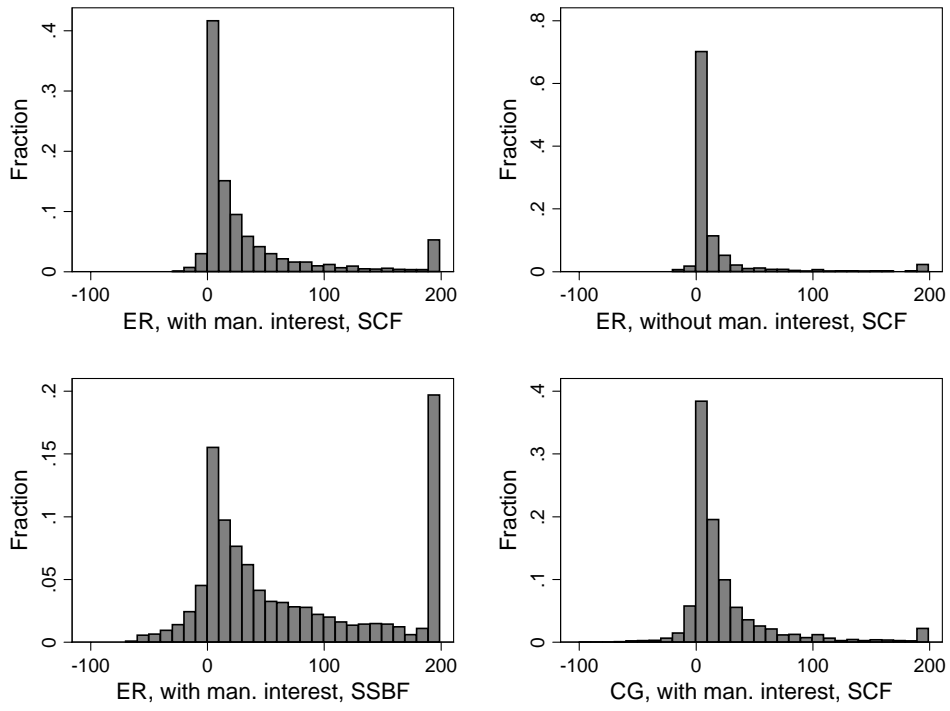 Fraction
.4
.3
.2
.1
0
-100 0 100 200
ER, with man. interest, SCF
Fraction
.8
.6
.4
.2
0
-100 0 100 200
ER, without man. interest, SCF
Fraction
.2
.15
.1
.05
0
-100 0 100 200
ER, with man. interest, SSBF
Fraction
.4
.3
.2
.1
0
-100 0 100 200
CG, with man. interest, SCF